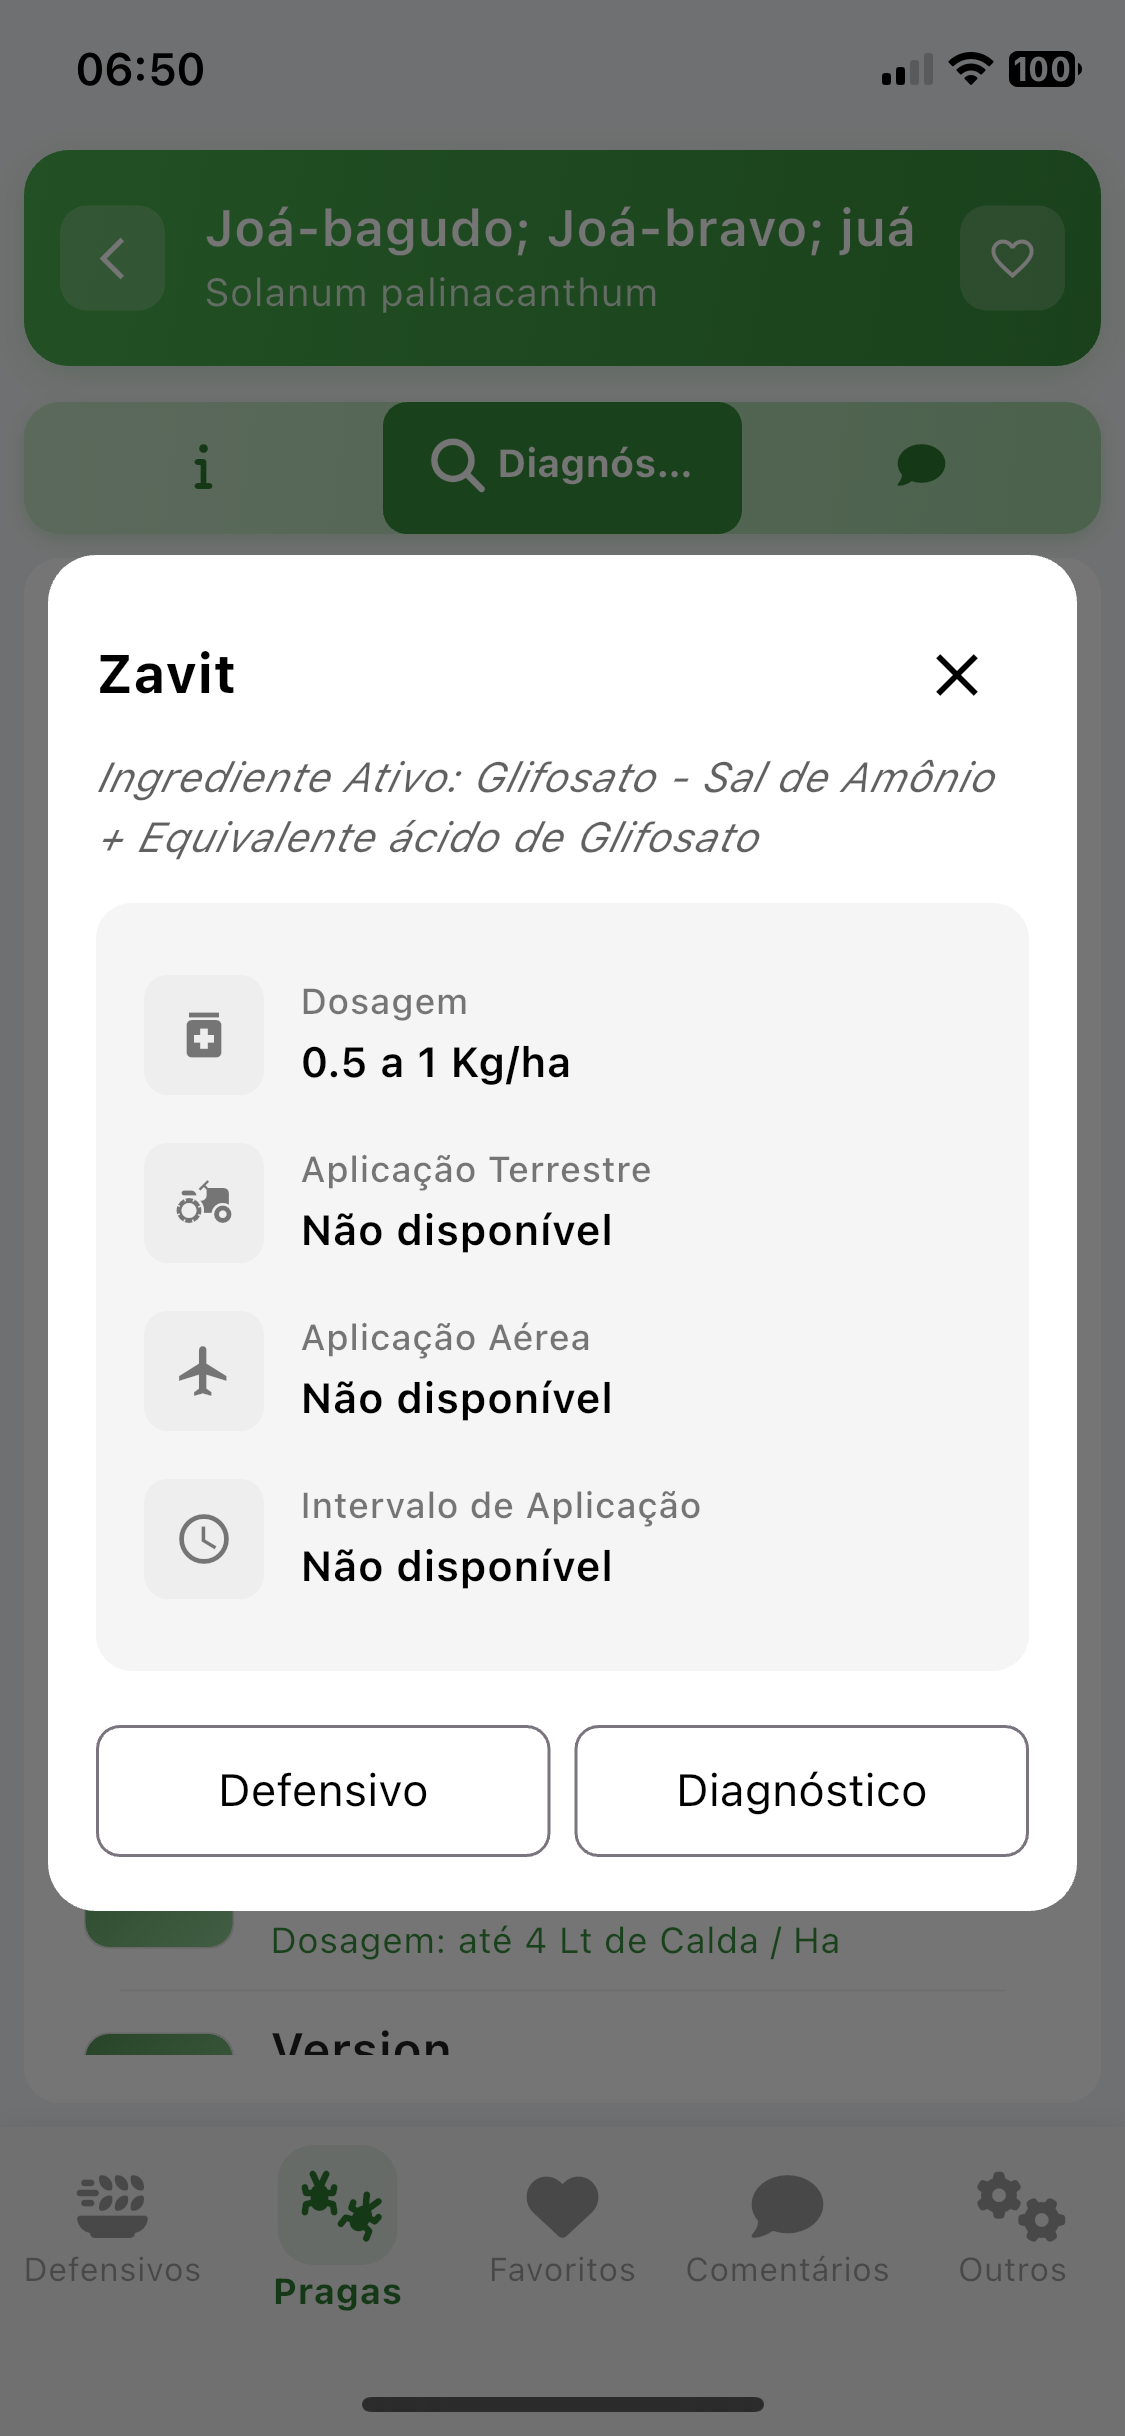 06:50
100
Joá-bagudo; Joá-bravo; juá
Solanum palinacanthum
Diagnós...
Zavit
Ingrediente Ativo: Glifosato - Sal de Amônio
+ Equivalente ácido de Glifosato
Dosagem
0.5 a 1 Kg/ha
Aplicação Terrestre
Não disponível
Aplicação Aérea
Não disponível
Intervalo de Aplicação
Não disponível
Defensivo
Diagnóstico
Dosagem: até 4 Lt de Calda / Ha
Version
Defensivos
Pragas
Favoritos
Comentários
Outros